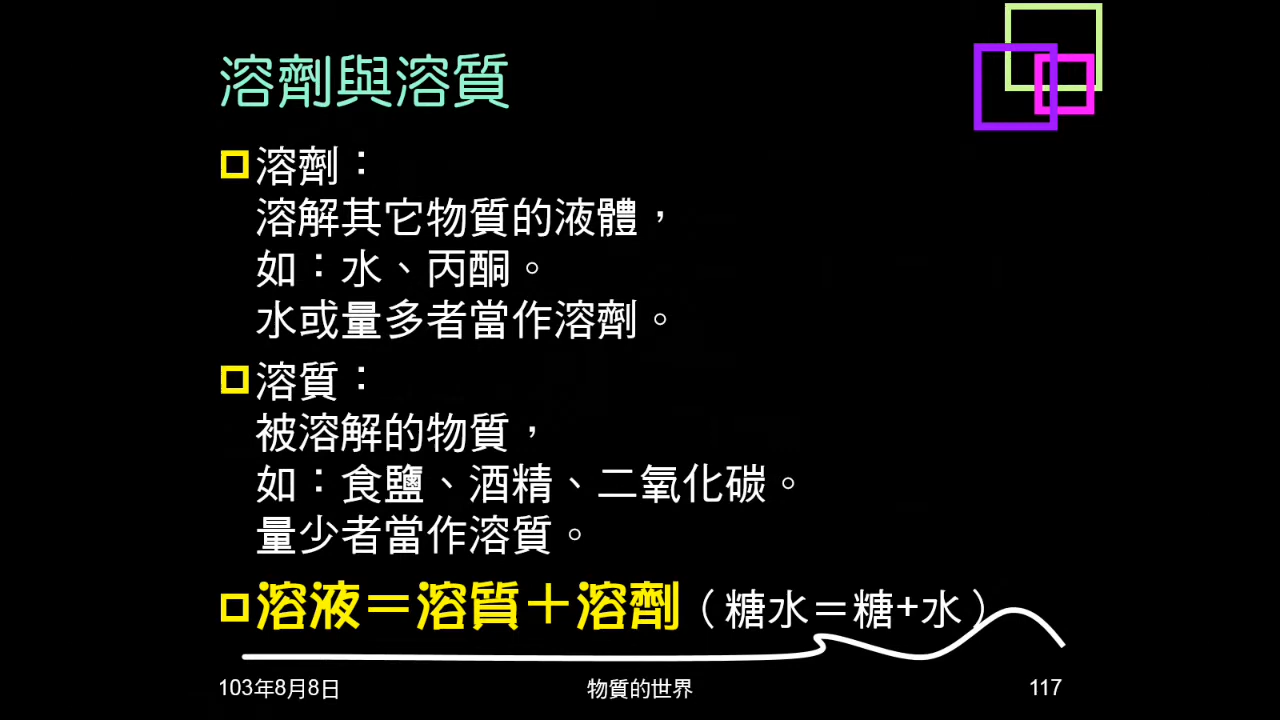 溶劑與溶質
溶劑：
溶解其它物質的液體，
如：水、丙酮。
水或量多者當作溶劑。
溶質：
被溶解的物質，
如：食鹽、酒精、二氧化碳。
量少者當作溶質。
溶液＝溶質＋溶劑（糖水＝糖+水）
103年8月8日 物質的世界 117